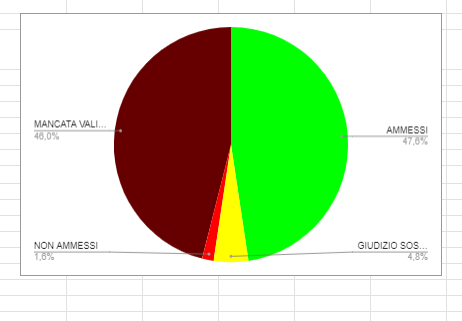 MANCATA VALI...
46,0%
AMMESSI
47,6%
NON AMMESSI
1,6%
GIUDIZIO SOS...
4,8%